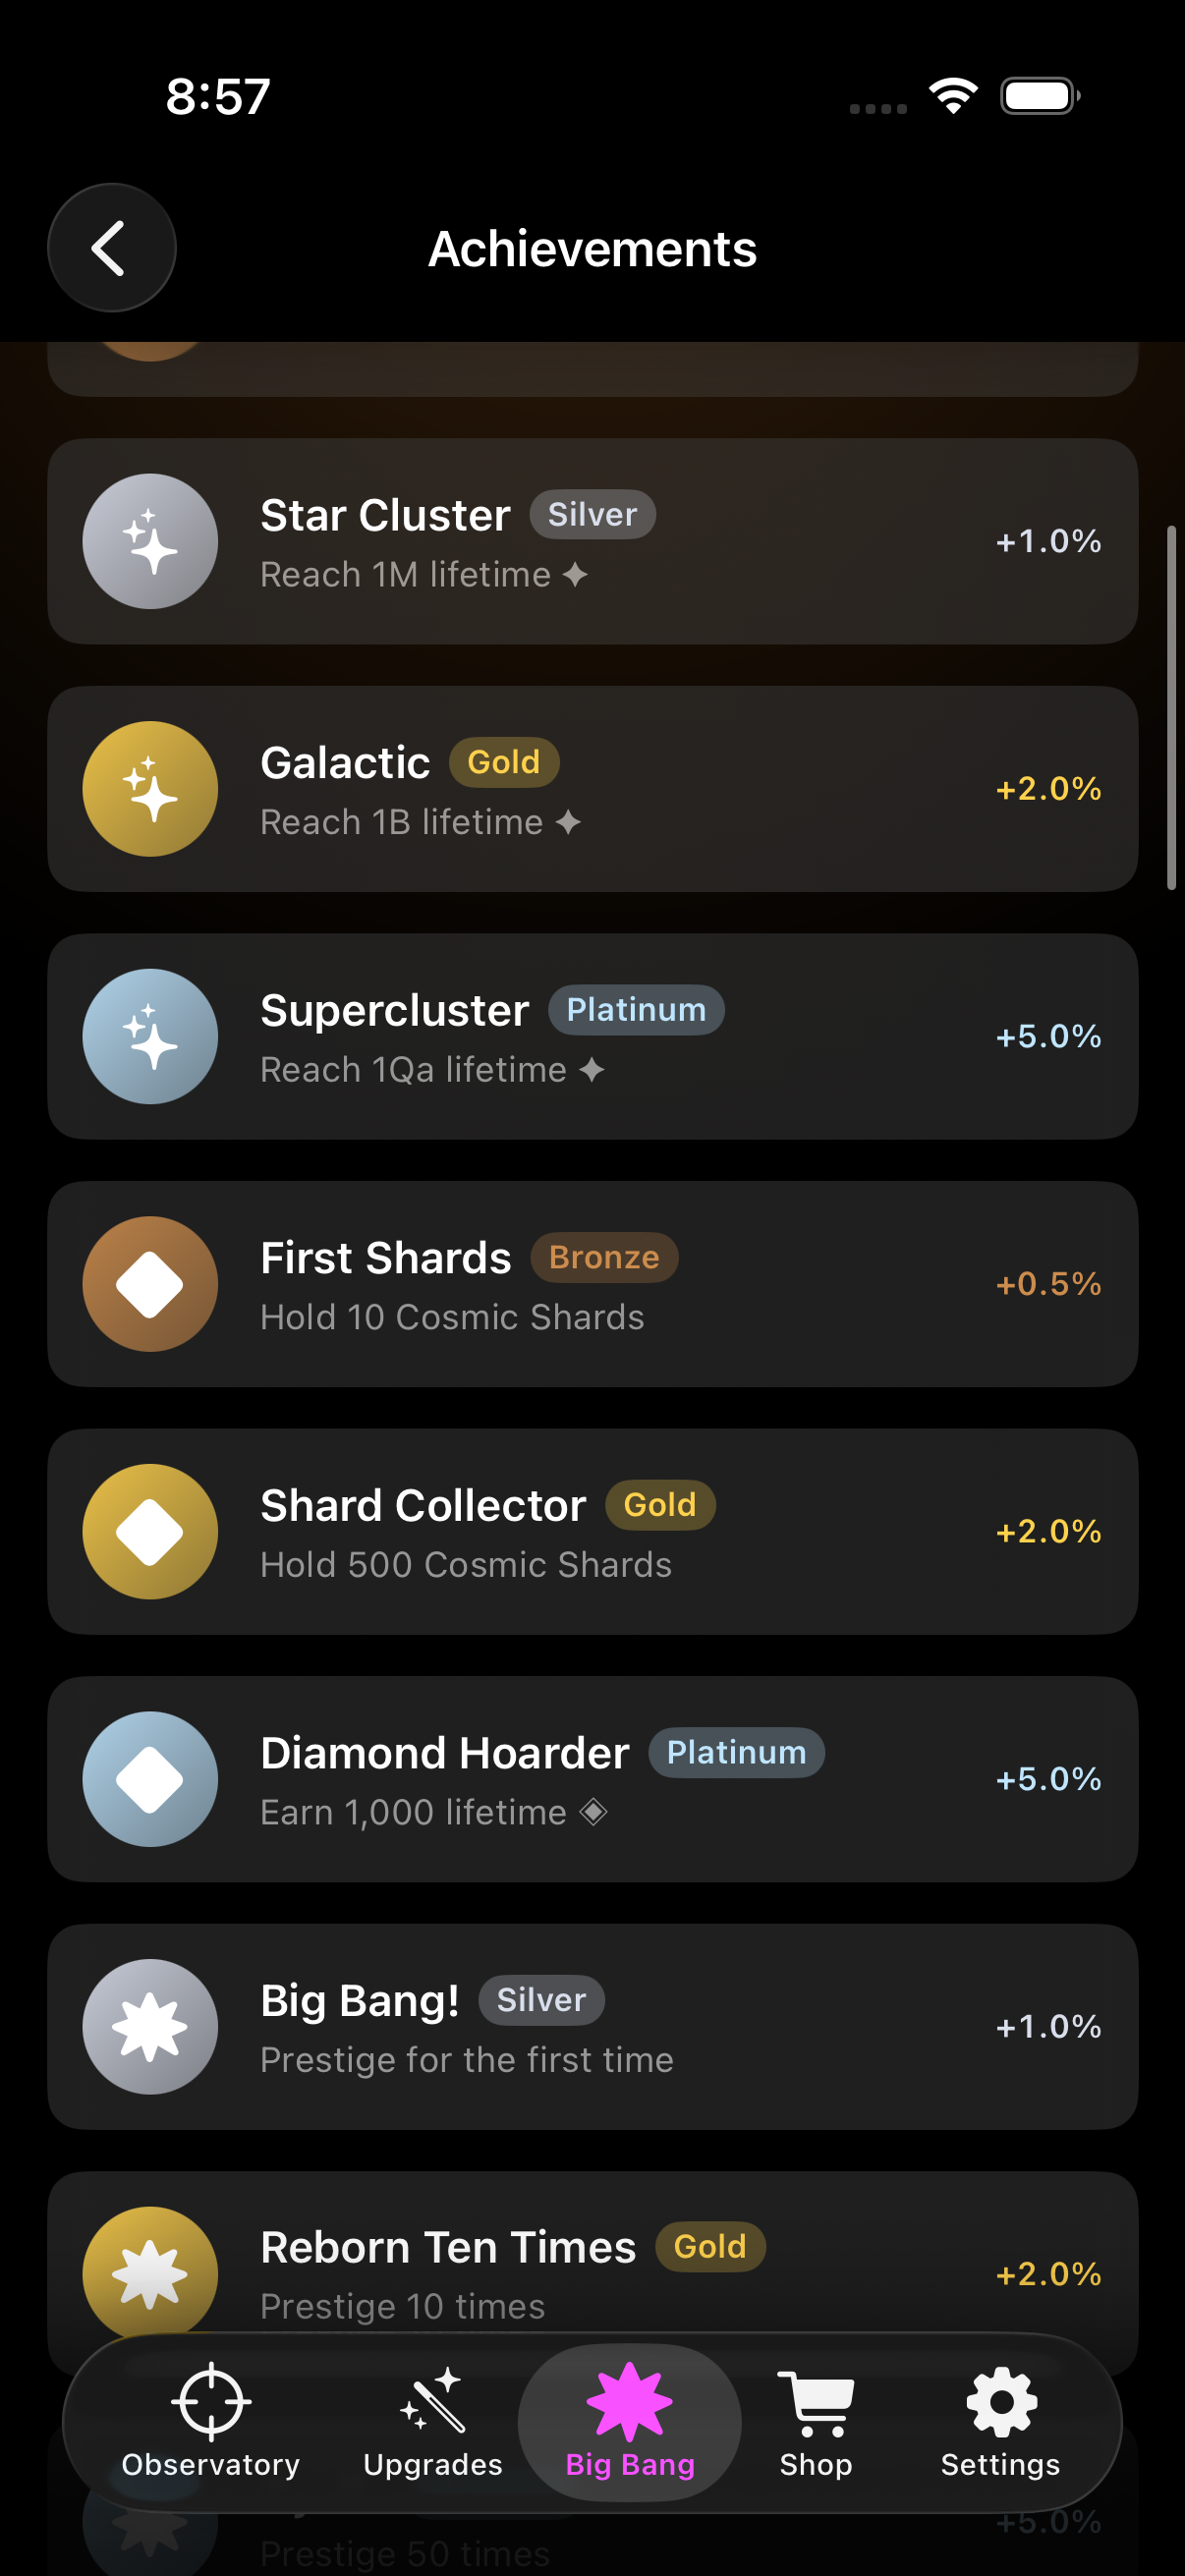 8:57
Achievements
Star Cluster Silver
Reach 1M lifetime ✦
+1.0%
Galactic Gold
Reach 1B lifetime ✦
+2.0%
Supercluster Platinum
Reach 1Qa lifetime ✦
+5.0%
First Shards Bronze
Hold 10 Cosmic Shards
+0.5%
Shard Collector Gold
Hold 500 Cosmic Shards
+2.0%
Diamond Hoarder Platinum
Earn 1,000 lifetime ◈
+5.0%
Big Bang! Silver
Prestige for the first time
+1.0%
Reborn Ten Times Gold
Prestige 10 times
+2.0%
Observatory Upgrades Big Bang Shop Settings
+5.0%
Prestige 50 times